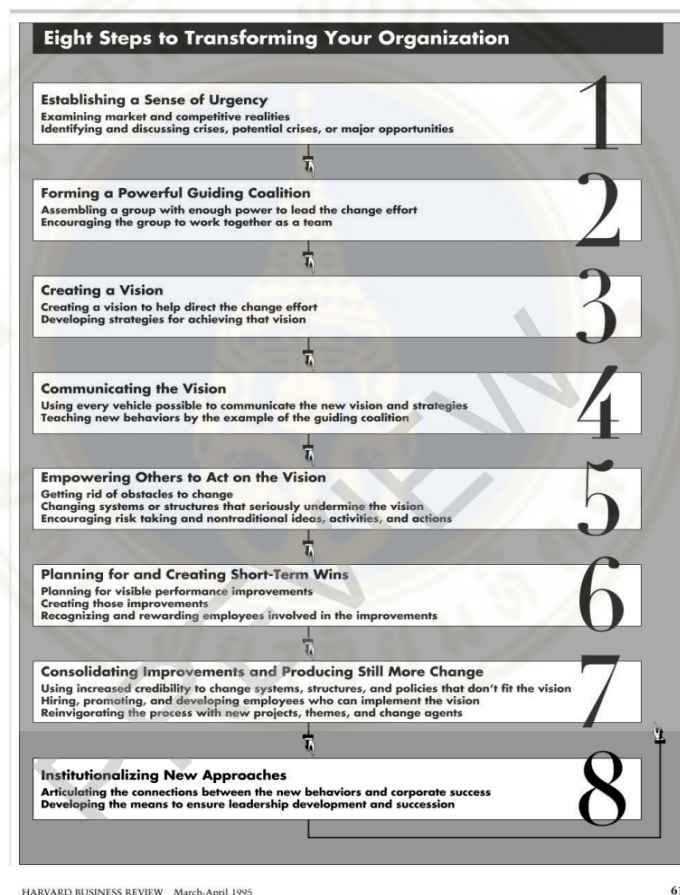 Eight Steps to Transforming Your Organization
1
Establishing a Sense of Urgency
Examining market and competitive realities
Identifying and discussing crises, potential crises, or major opportunities
2
Forming a Powerful Guiding Coalition
Assembling a group with enough power to lead the change effort
Encouraging the group to work together as a team
3
Creating a Vision
Creating a vision to help direct the change effort
Developing strategies for achieving that vision
4
Communicating the Vision
Using every vehicle possible to communicate the new vision and strategies
Teaching new behaviors by the example of the guiding coalition
5
Empowering Others to Act on the Vision
Getting rid of obstacles to change
Changing systems or structures that seriously undermine the vision
Encouraging risk taking and nontraditional ideas, activities, and actions
6
Planning for and Creating Short-Term Wins
Planning for visible performance improvements
Creating those improvements
Recognizing and rewarding employees involved in the improvements
7
Consolidating Improvements and Producing Still More Change
Using increased credibility to change systems, structures, and policies that don't fit the vision
Hiring, promoting, and developing employees who can implement the vision
Reinvigorating the process with new projects, themes, and change agents
8
Institutionalizing New Approaches
Articulating the connections between the new behaviors and corporate success
Developing the means to ensure leadership development and succession
PREVIEW
HARVARD BUSINESS REVIEW March-April 1995
61